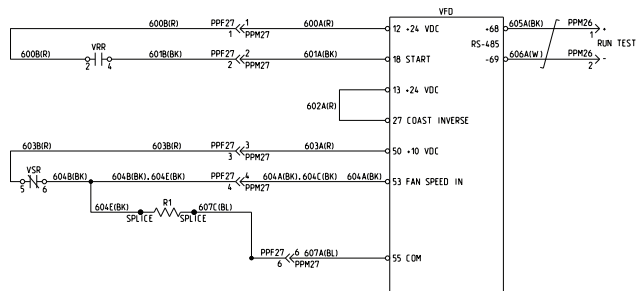 VFD
600B(R) PPF27 1 600A(R) 12 +24 VDC +68 605A(BK) PPM26 +
1 PPM27 RS-485 1 RUN TEST
600B(R) VRR 601B(BK) PPF27 2 601A(BK) 18 START -69 606A(W) PPM26 -
2 4 2 PPM27 2
13 +24 VDC
602A(R)
27 COAST INVERSE
603B(R) 603B(R) PPF27 3 603A(R) 50 +10 VDC
3 PPM27
VSR 604B(BK) 604B(BK).604E(BK) PPF27 4 604A(BK).604C(BK) 604A(BK) 53 FAN SPEED IN
5 6 4 PPM27
604E(BK) R1 607C(BL)
SPLICE SPLICE
PPF27 6 607A(BL) 55 COM
6 PPM27